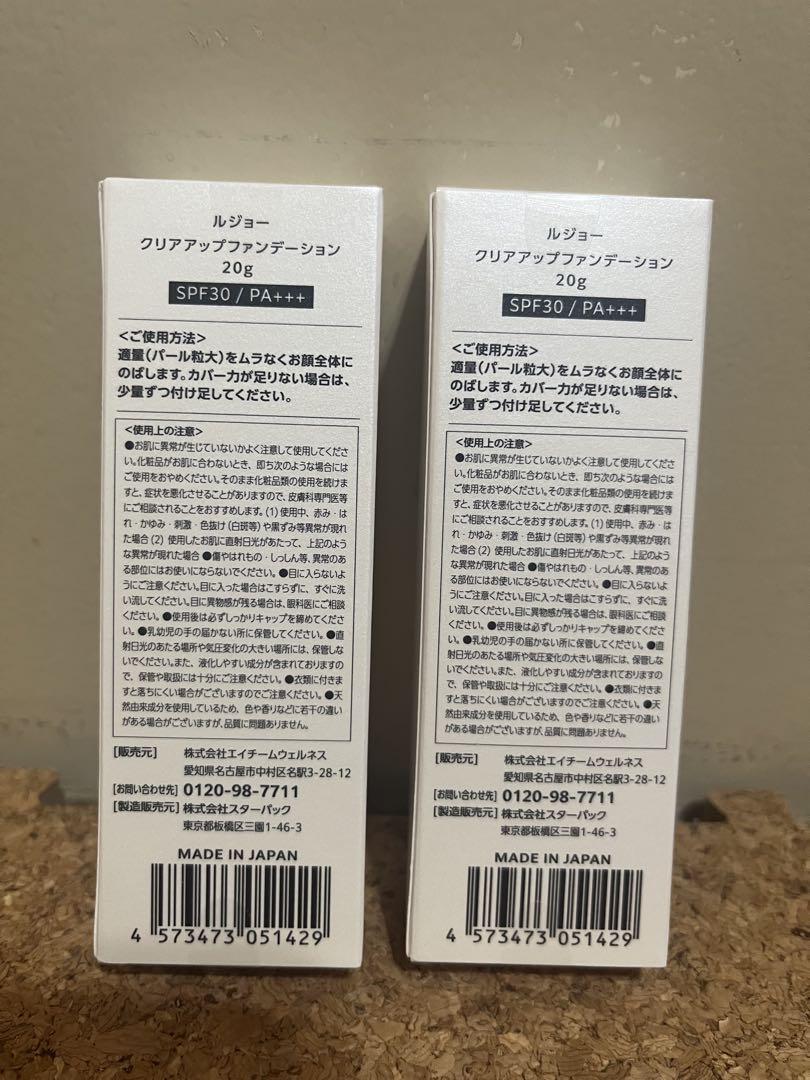 ルジョー
クリアアップファンデーション
20g
SPF30 / PA+++
<ご使用方法>
適量(パール粒大)をムラなくお顔全体に
のばします。カバー力が足りない場合は、
少量ずつ付け足してください。
<使用上の注意>
●お肌に異常が生じていないかよく注意して使用してくださ
い。化粧品がお肌に合わないとき、即ち次のような場合には
ご使用をおやめください。そのまま化粧品類の使用を続けま
すと、症状を悪化させることがありますので、皮膚科専門医等
にご相談されることをおすすめします。(1) 使用中、赤み・は
れ・かゆみ・刺激・色抜け(白斑等)や黒ずみ等異常が現れ
た場合 (2) 使用したお肌に直射日光があたって、上記のよう
な異常が現れた場合 ●傷やはれもの・しっしん等、異常のあ
る部位にはお使いにならないでください。●目に入らないよ
うにご注意ください。目に入った場合はこすらずに、すぐに洗
い流してください。目に異物感が残る場合は、眼科医にご相談
ください。●使用後は必ずしっかりキャップを締めてくださ
い。●乳幼児の手の届かない所に保管してください。●直
射日光のあたる場所や気圧変化の大きい場所には、保管しな
いでください。また、液化しやすい成分が含まれておりますの
で、保管や取扱には十分にご注意ください。●衣類に付きま
すと落ちにくい場合がございますのでご注意ください。●天
然由来成分を使用しているため、色や香りなどに若干の違い
がある場合がございますが、品質に問題ありません。
[販売元] 株式会社エイチームウェルネス
愛知県名古屋市中村区名駅3-28-12
[お問い合わせ先] 0120-98-7711
[製造販売元] 株式会社スターパック
東京都板橋区三園1-46-3
MADE IN JAPAN
4 573473 051429
ルジョー
クリアアップファンデーション
20g
SPF30 / PA+++
<ご使用方法>
適量(パール粒大)をムラなくお顔全体に
のばします。カバー力が足りない場合は、
少量ずつ付け足してください。
<使用上の注意>
●お肌に異常が生じていないかよく注意して使用してくださ
い。化粧品がお肌に合わないとき、即ち次のような場合には
ご使用をおやめください。そのまま化粧品類の使用を続けま
すと、症状を悪化させることがありますので、皮膚科専門医等
にご相談されることをおすすめします。(1) 使用中、赤み・は
れ・かゆみ・刺激・色抜け(白斑等)や黒ずみ等異常が現れ
た場合 (2) 使用したお肌に直射日光があたって、上記のよう
な異常が現れた場合 ●傷やはれもの・しっしん等、異常のあ
る部位にはお使いにならないでください。●目に入らないよ
うにご注意ください。目に入った場合はこすらずに、すぐに洗
い流してください。目に異物感が残る場合は、眼科医にご相談
ください。●使用後は必ずしっかりキャップを締めてくださ
い。●乳幼児の手の届かない所に保管してください。●直
射日光のあたる場所や気圧変化の大きい場所には、保管しな
いでください。また、液化しやすい成分が含まれておりますの
で、保管や取扱には十分にご注意ください。●衣類に付きま
すと落ちにくい場合がございますのでご注意ください。●天
然由来成分を使用しているため、色や香りなどに若干の違い
がある場合がございますが、品質に問題ありません。
[販売元] 株式会社エイチームウェルネス
愛知県名古屋市中村区名駅3-28-12
[お問い合わせ先] 0120-98-7711
[製造販売元] 株式会社スターパック
東京都板橋区三園1-46-3
MADE IN JAPAN
4 573473 051429